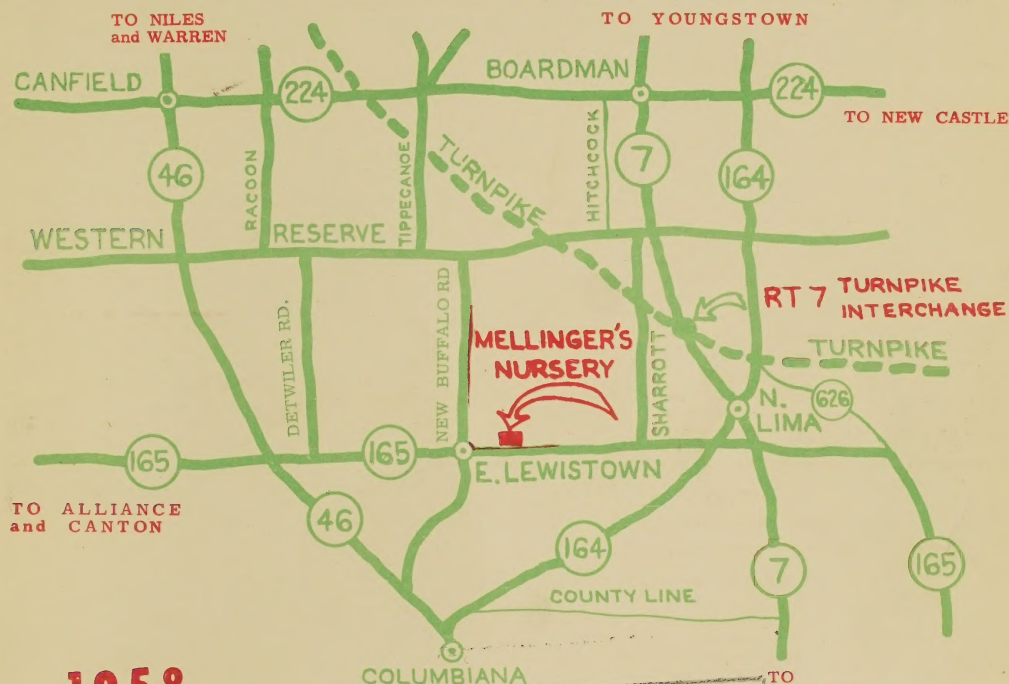 TO NILES
and WARREN
TO YOUNGSTOWN
CANFIELD
224
BOARDMAN
224
TO NEW CASTLE
46
RACOON
TIPPECANOE
TURNPIKE
HITCHCOCK
7
164
WESTERN
RESERVE
DETWILER RD.
NEW BUFFALO RD
MELLINGER'S
NURSERY
SHARROTT
RT 7 TURNPIKE
INTERCHANGE
TURNPIKE
N.
LIMA
626
165
165
E. LEWISTOWN
TO ALLIANCE
and CANTON
46
164
7
165
COUNTY LINE
COLUMBIANA
TO
1958